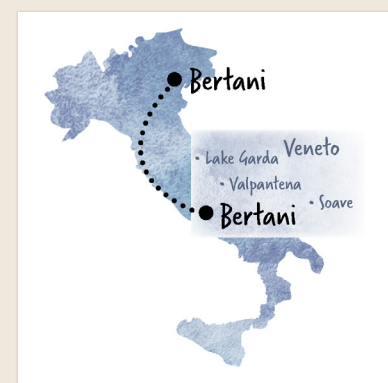 Bertani
Veneto
• Lake Garda
• Valpantena
• Soave
Bertani